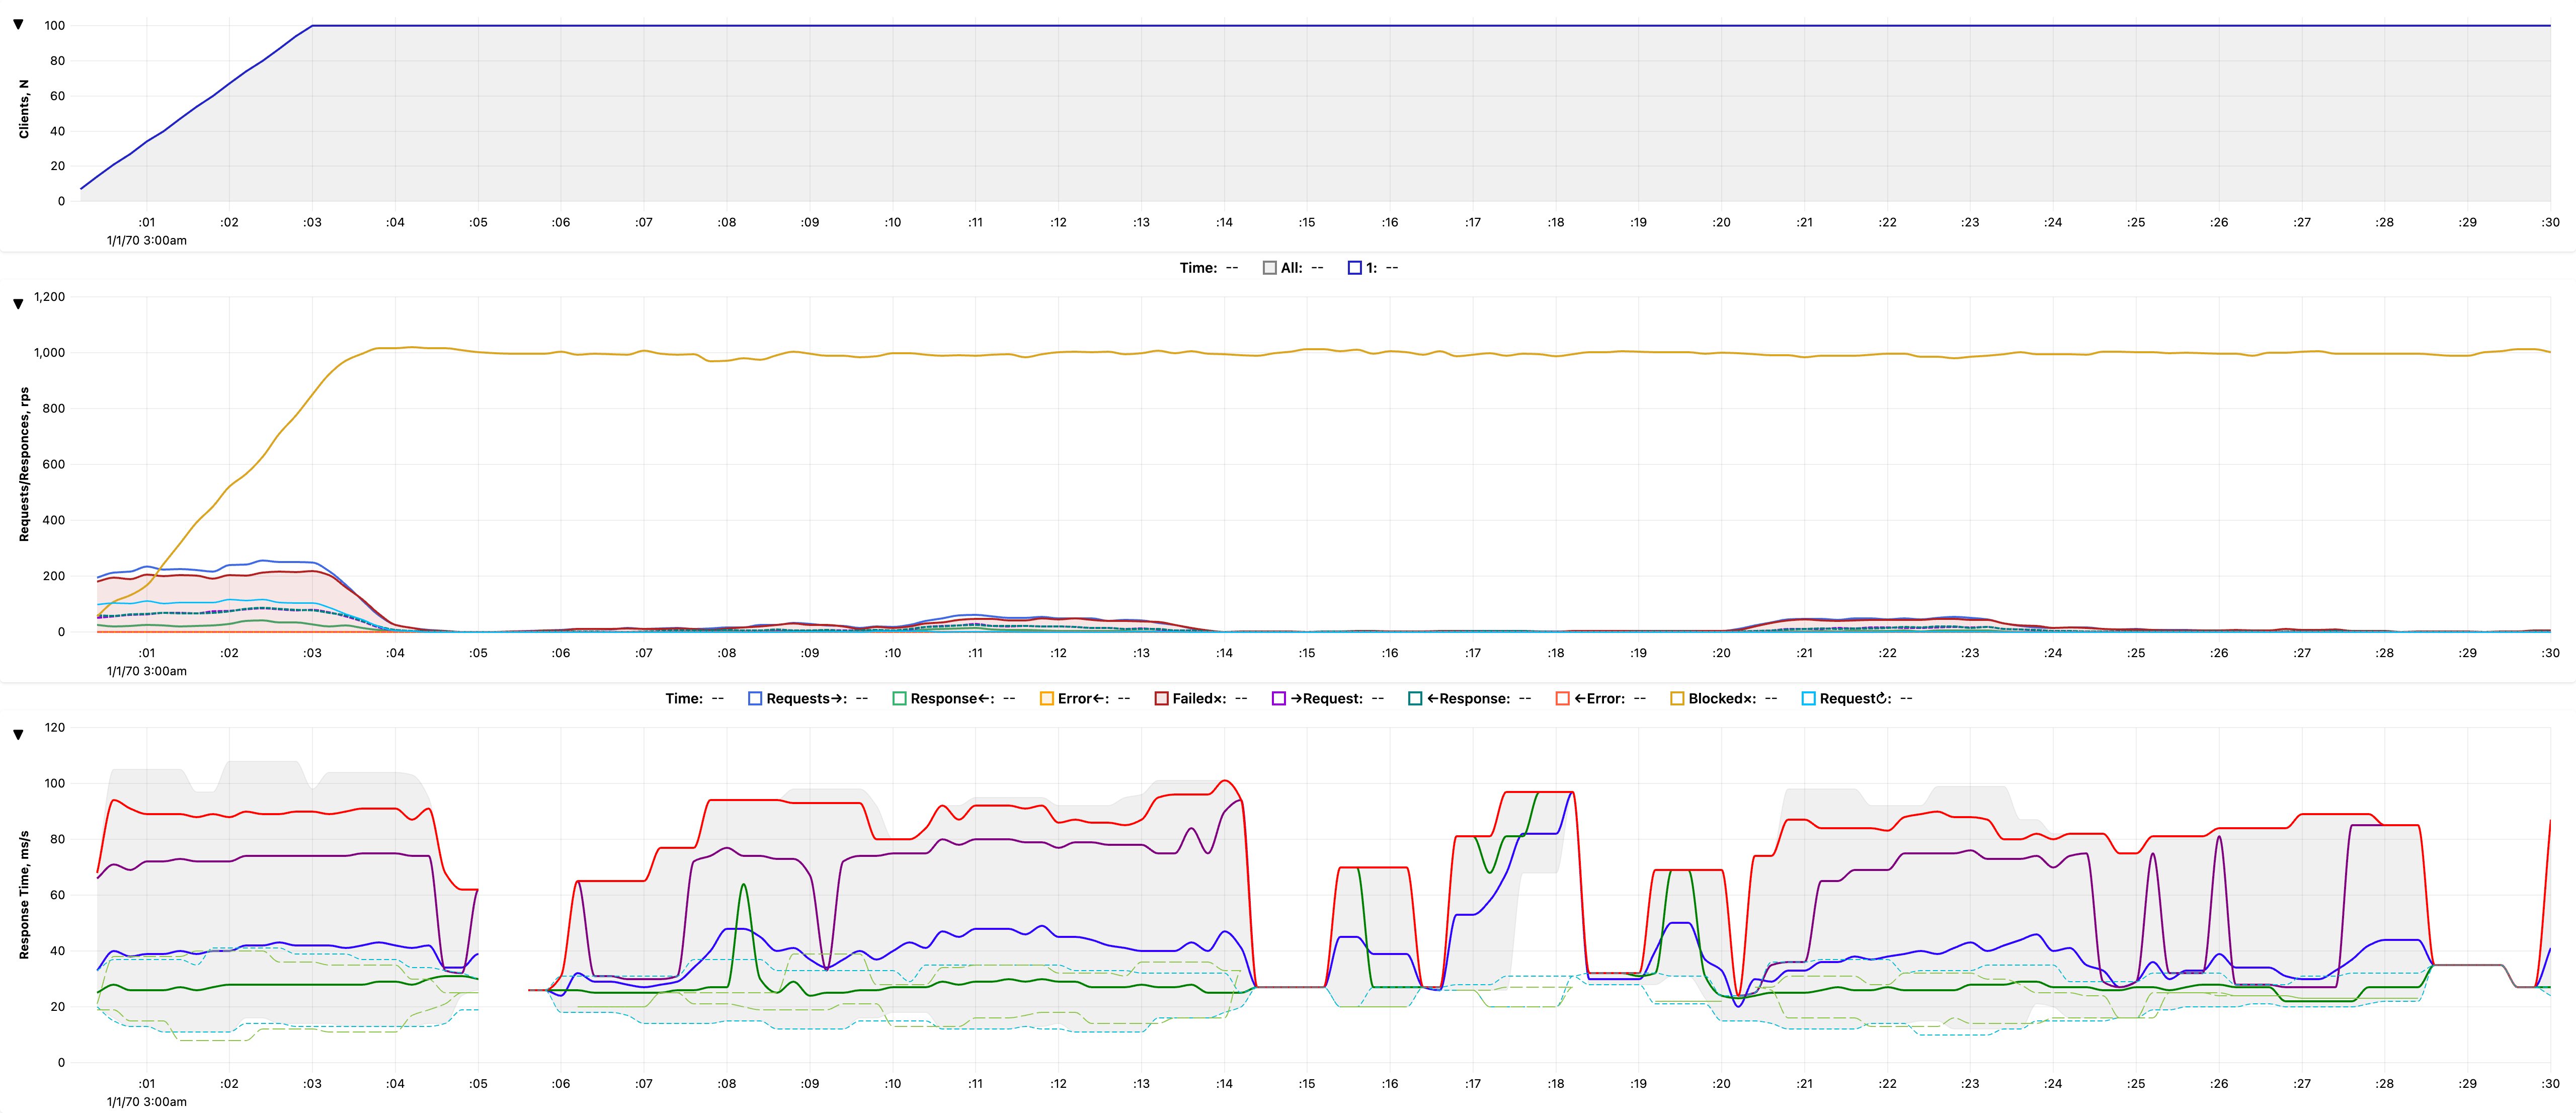 ▼
Clients, N
100
80
60
40
20
0
:01 :02 :03 :04 :05 :06 :07 :08 :09 :10 :11 :12 :13 :14 :15 :16 :17 :18 :19 :20 :21 :22 :23 :24 :25 :26 :27 :28 :29 :30
1/1/70 3:00am
Time: -- All: -- 1: --
▼
Requests/Responces, rps
1,200
1,000
800
600
400
200
0
:01 :02 :03 :04 :05 :06 :07 :08 :09 :10 :11 :12 :13 :14 :15 :16 :17 :18 :19 :20 :21 :22 :23 :24 :25 :26 :27 :28 :29 :30
1/1/70 3:00am
Time: -- Requests→: -- Response←: -- Error←: -- Failed×: -- →Request: -- ←Response: -- ←Error: -- Blocked×: -- Request↻: --
▼
Response Time, ms/s
120
100
80
60
40
20
0
:01 :02 :03 :04 :05 :06 :07 :08 :09 :10 :11 :12 :13 :14 :15 :16 :17 :18 :19 :20 :21 :22 :23 :24 :25 :26 :27 :28 :29 :30
1/1/70 3:00am